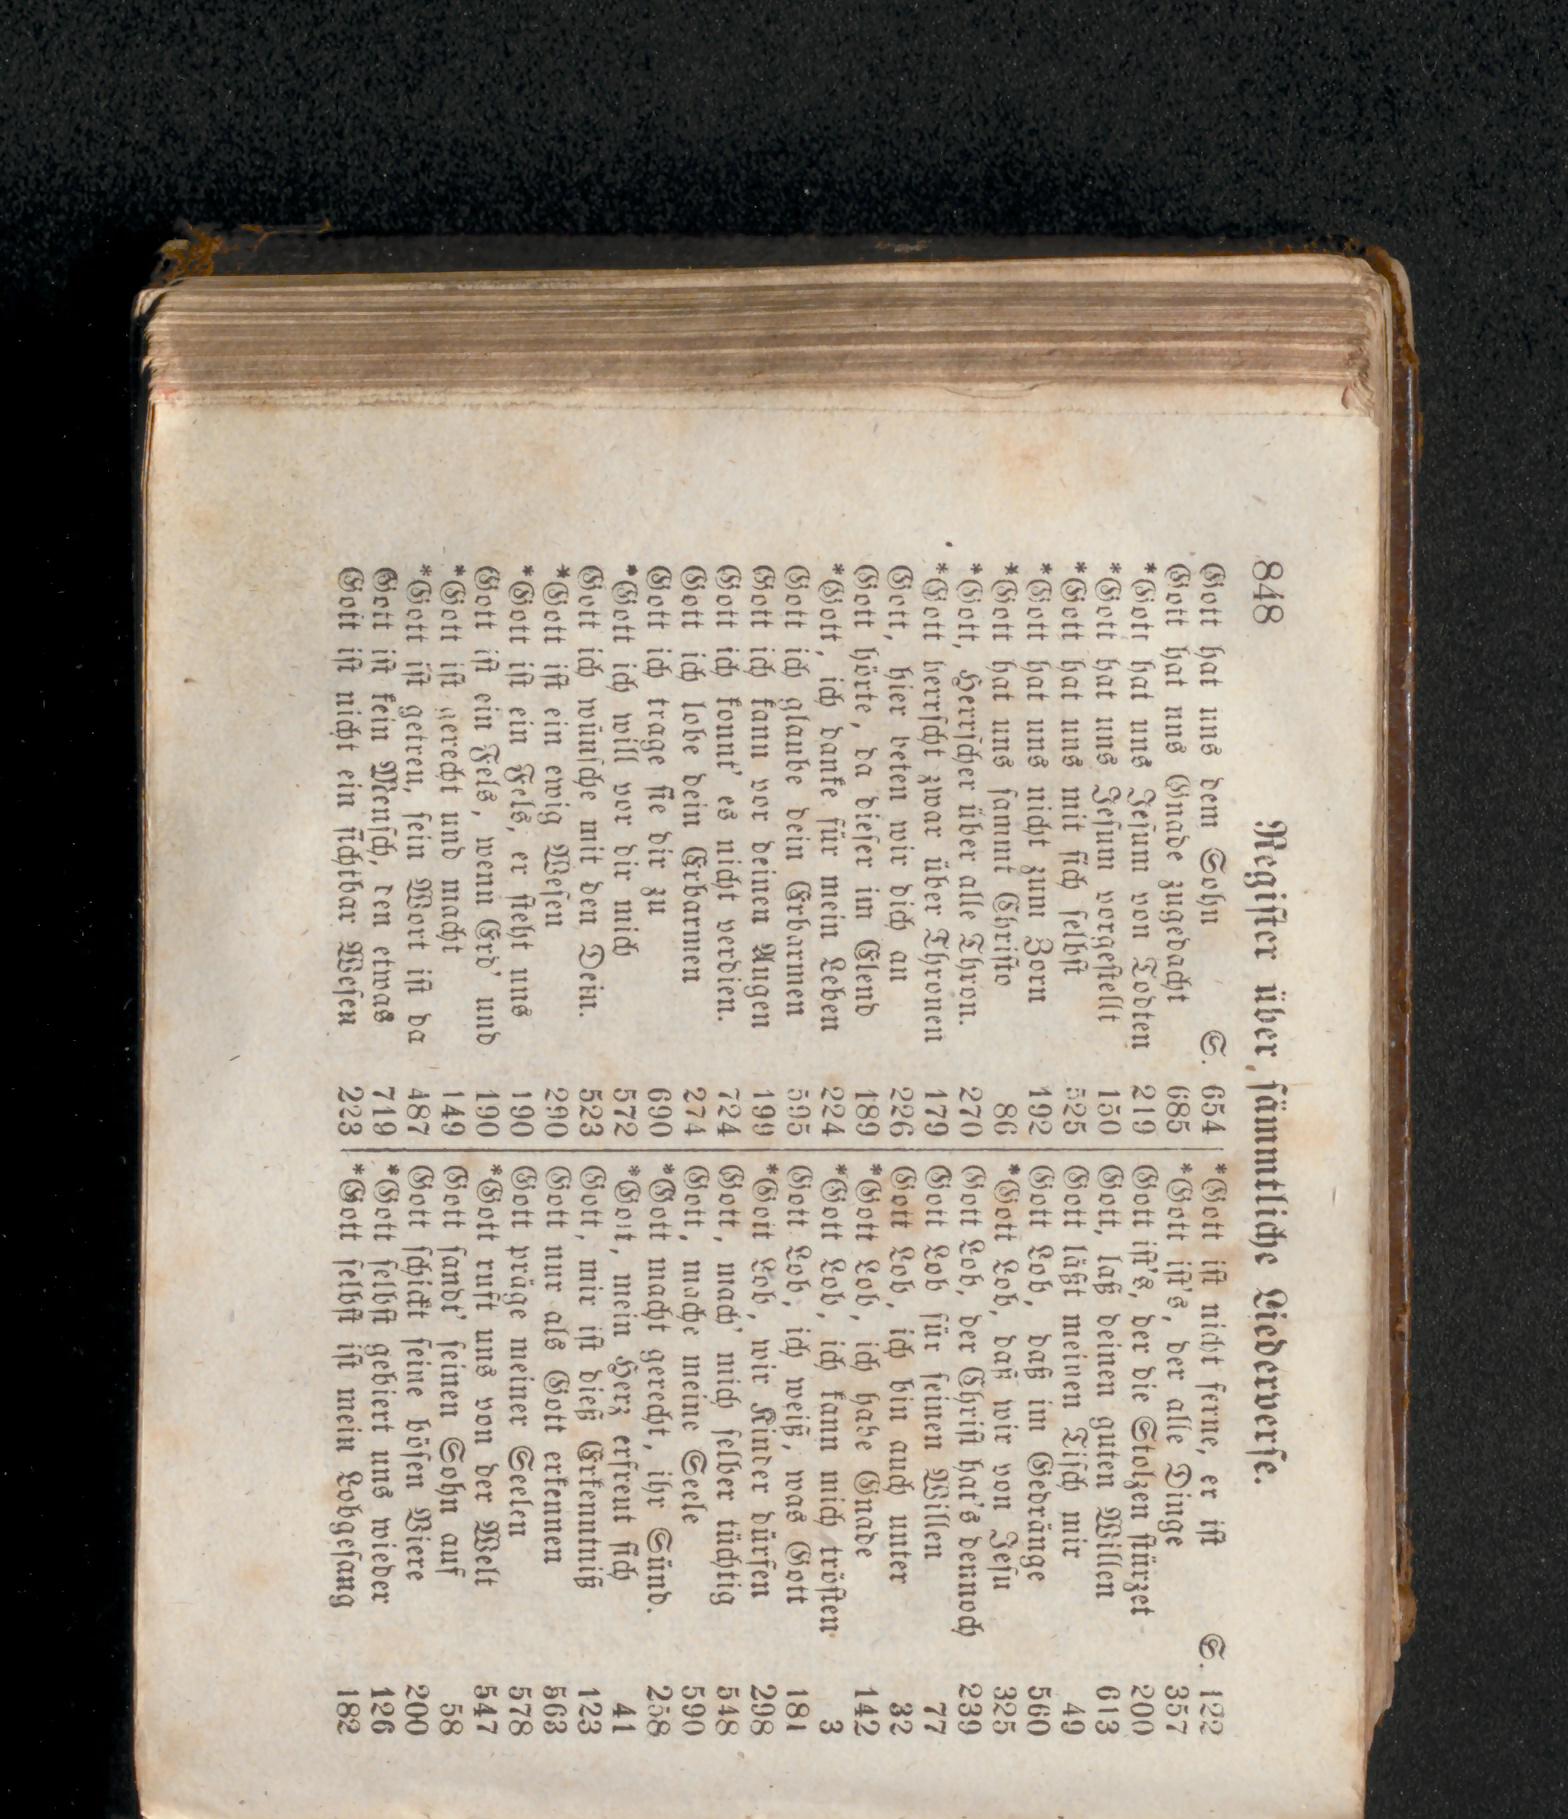 848 Register über sämmtliche Liederverse.
Gott hat uns dem Sohn S. 654
Gott hat uns Gnade zugedacht 685
*Gott hat uns Jesum von Todten 219
*Gott hat uns Jesum vorgestellt 150
*Gott hat uns mit sich selbst 525
*Gott hat uns nicht zum Zorn 192
*Gott hat uns sammt Christo 86
*Gott, Herrscher über alle Thron. 270
*Gott herrscht zwar über Thronen 179
Gott, hier beten wir dich an 226
Gott hörte, da dieser im Elend 189
*Gott, ich danke für mein Leben 224
Gott ich glaube dein Erbarmen 595
Gott ich kann vor deinen Augen 199
Gott ich konnt' es nicht verdien. 724
Gott ich lobe dein Erbarmen 274
Gott ich trage sie dir zu 690
*Gott ich will vor dir mich 572
Gott ich wünsche mit den Dein. 523
*Gott ist ein ewig Wesen 290
*Gott ist ein Fels, er steht uns 190
Gott ist ein Fels, wenn Erd' und 190
*Gott ist gerecht und macht 149
*Gott ist getreu, sein Wort ist da 487
Gott ist kein Mensch, den etwas 719
Gott ist nicht ein sichtbar Wesen 223
*Gott ist nicht ferne, er ist S. 122
*Gott ist's, der alle Dinge 357
Gott ist's, der die Stolzen stürzet 200
Gott, laß deinen guten Willen 613
Gott läßt meinen Tisch mir 49
Gott Lob, daß im Gedränge 560
*Gott Lob, daß wir von Jesu 325
Gott Lob, der Christ hat's dennoch 239
Gott Lob für seinen Willen 77
Gott Lob, ich bin auch unter 32
*Gott Lob, ich habe Gnade 142
*Gott Lob, ich kann mich trösten 3
Gott Lob, ich weiß, was Gott 181
*Gott Lob, wir Kinder dürfen 298
Gott, mach' mich selber tüchtig 548
Gott, mache meine Seele 590
*Gott macht gerecht, ihr Sünd. 258
*Gott, mein Herz erfreut sich 41
Gott, mir ist dieß Erkenntniß 123
Gott nur als Gott erkennen 563
Gott präge meiner Seelen 578
*Gott ruft uns von der Welt 547
Gott sandt' seinen Sohn auf 58
Gott schickt seine bösen Viere 200
*Gott selbst gebiert uns wieder 126
*Gott selbst ist mein Lobgesang 182